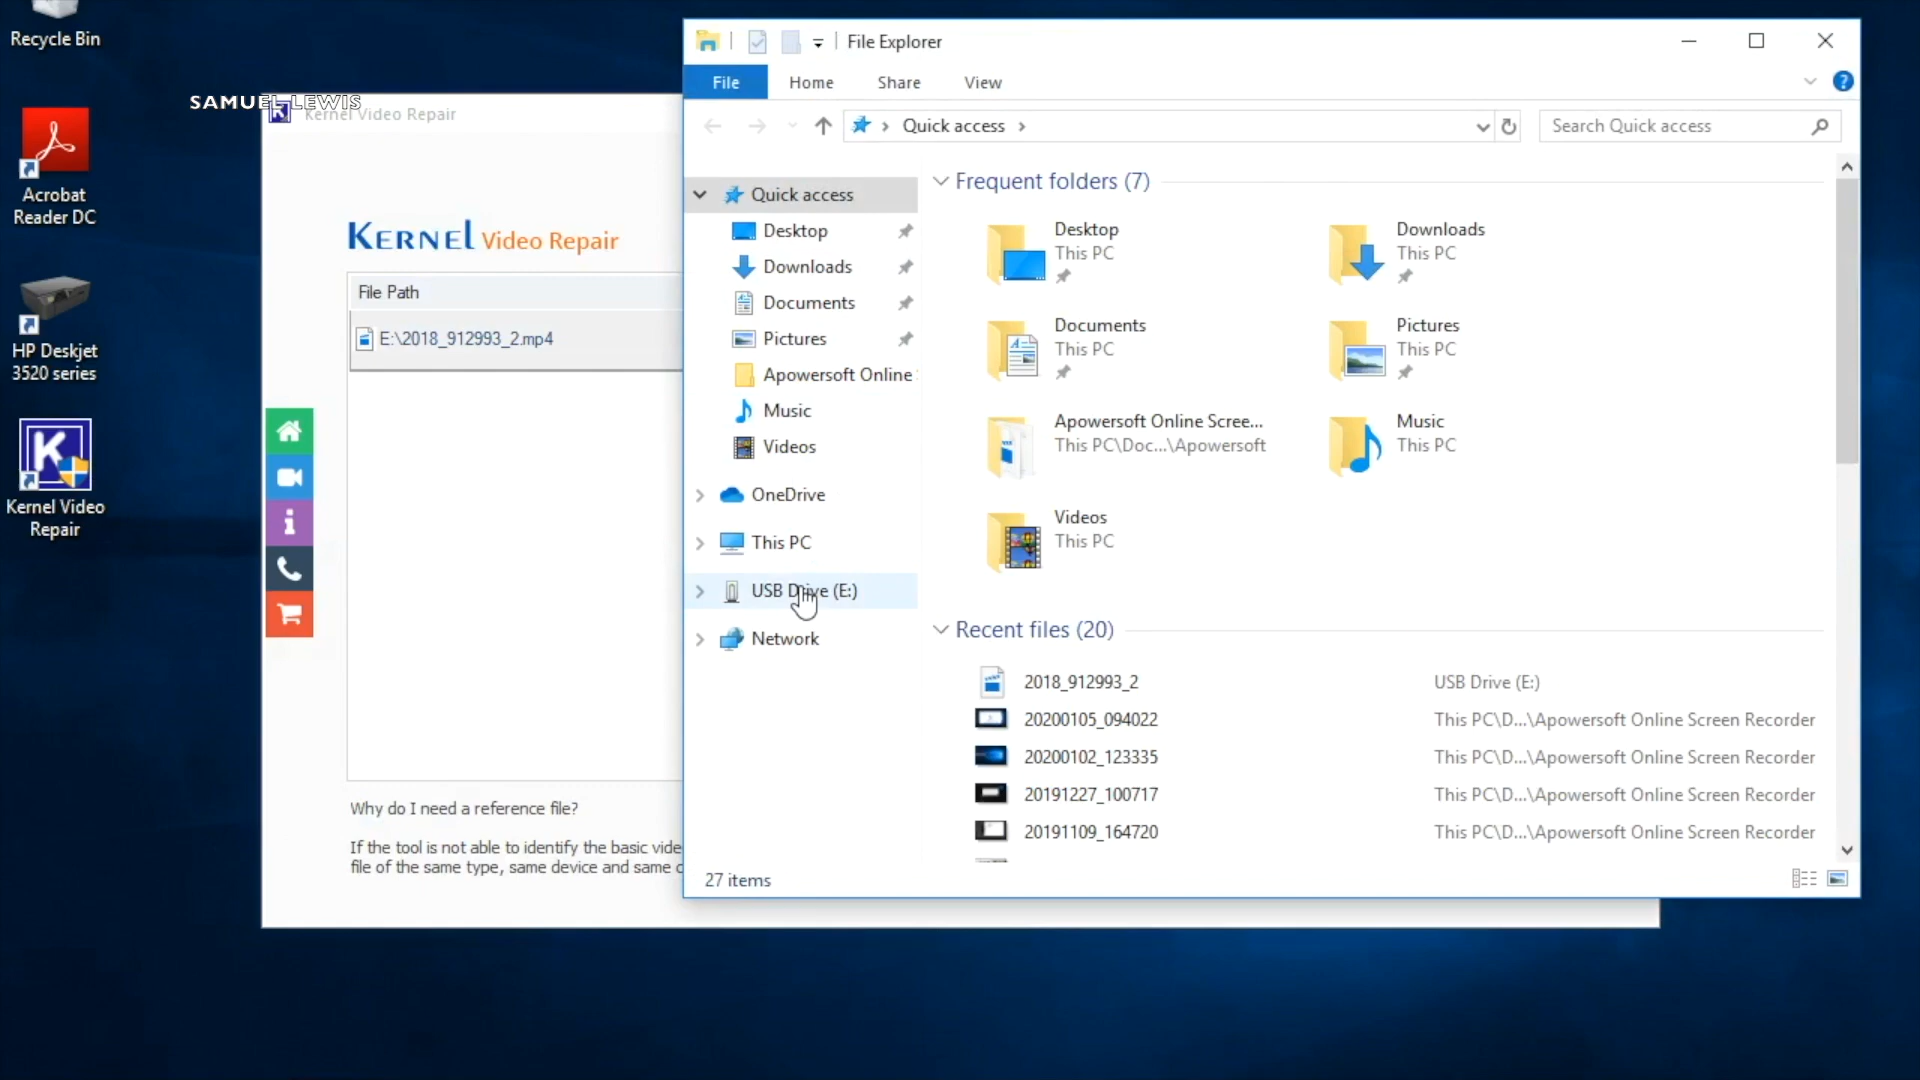 Recycle Bin
Acrobat
Reader DC
HP Deskjet
3520 series
Kernel Video
Repair
SAMUEL LEWIS
Kernel Video Repair
KERNEL Video Repair
File Path
E:\2018_912993_2.mp4
Why do I need a reference file?
If the tool is not able to identify the basic vide
file of the same type, same device and same c
File Explorer
File Home Share View
Quick access
Search Quick access
Quick access
Desktop
Downloads
Documents
Pictures
Apowersoft Online
Music
Videos
OneDrive
This PC
USB Drive (E:)
Network
Frequent folders (7)
Desktop
This PC
Downloads
This PC
Documents
This PC
Pictures
This PC
Apowersoft Online Scree...
This PC\Doc...\Apowersoft
Music
This PC
Videos
This PC
Recent files (20)
2018_912993_2 USB Drive (E:)
20200105_094022 This PC\D...\Apowersoft Online Screen Recorder
20200102_123335 This PC\D...\Apowersoft Online Screen Recorder
20191227_100717 This PC\D...\Apowersoft Online Screen Recorder
20191109_164720 This PC\D...\Apowersoft Online Screen Recorder
27 items